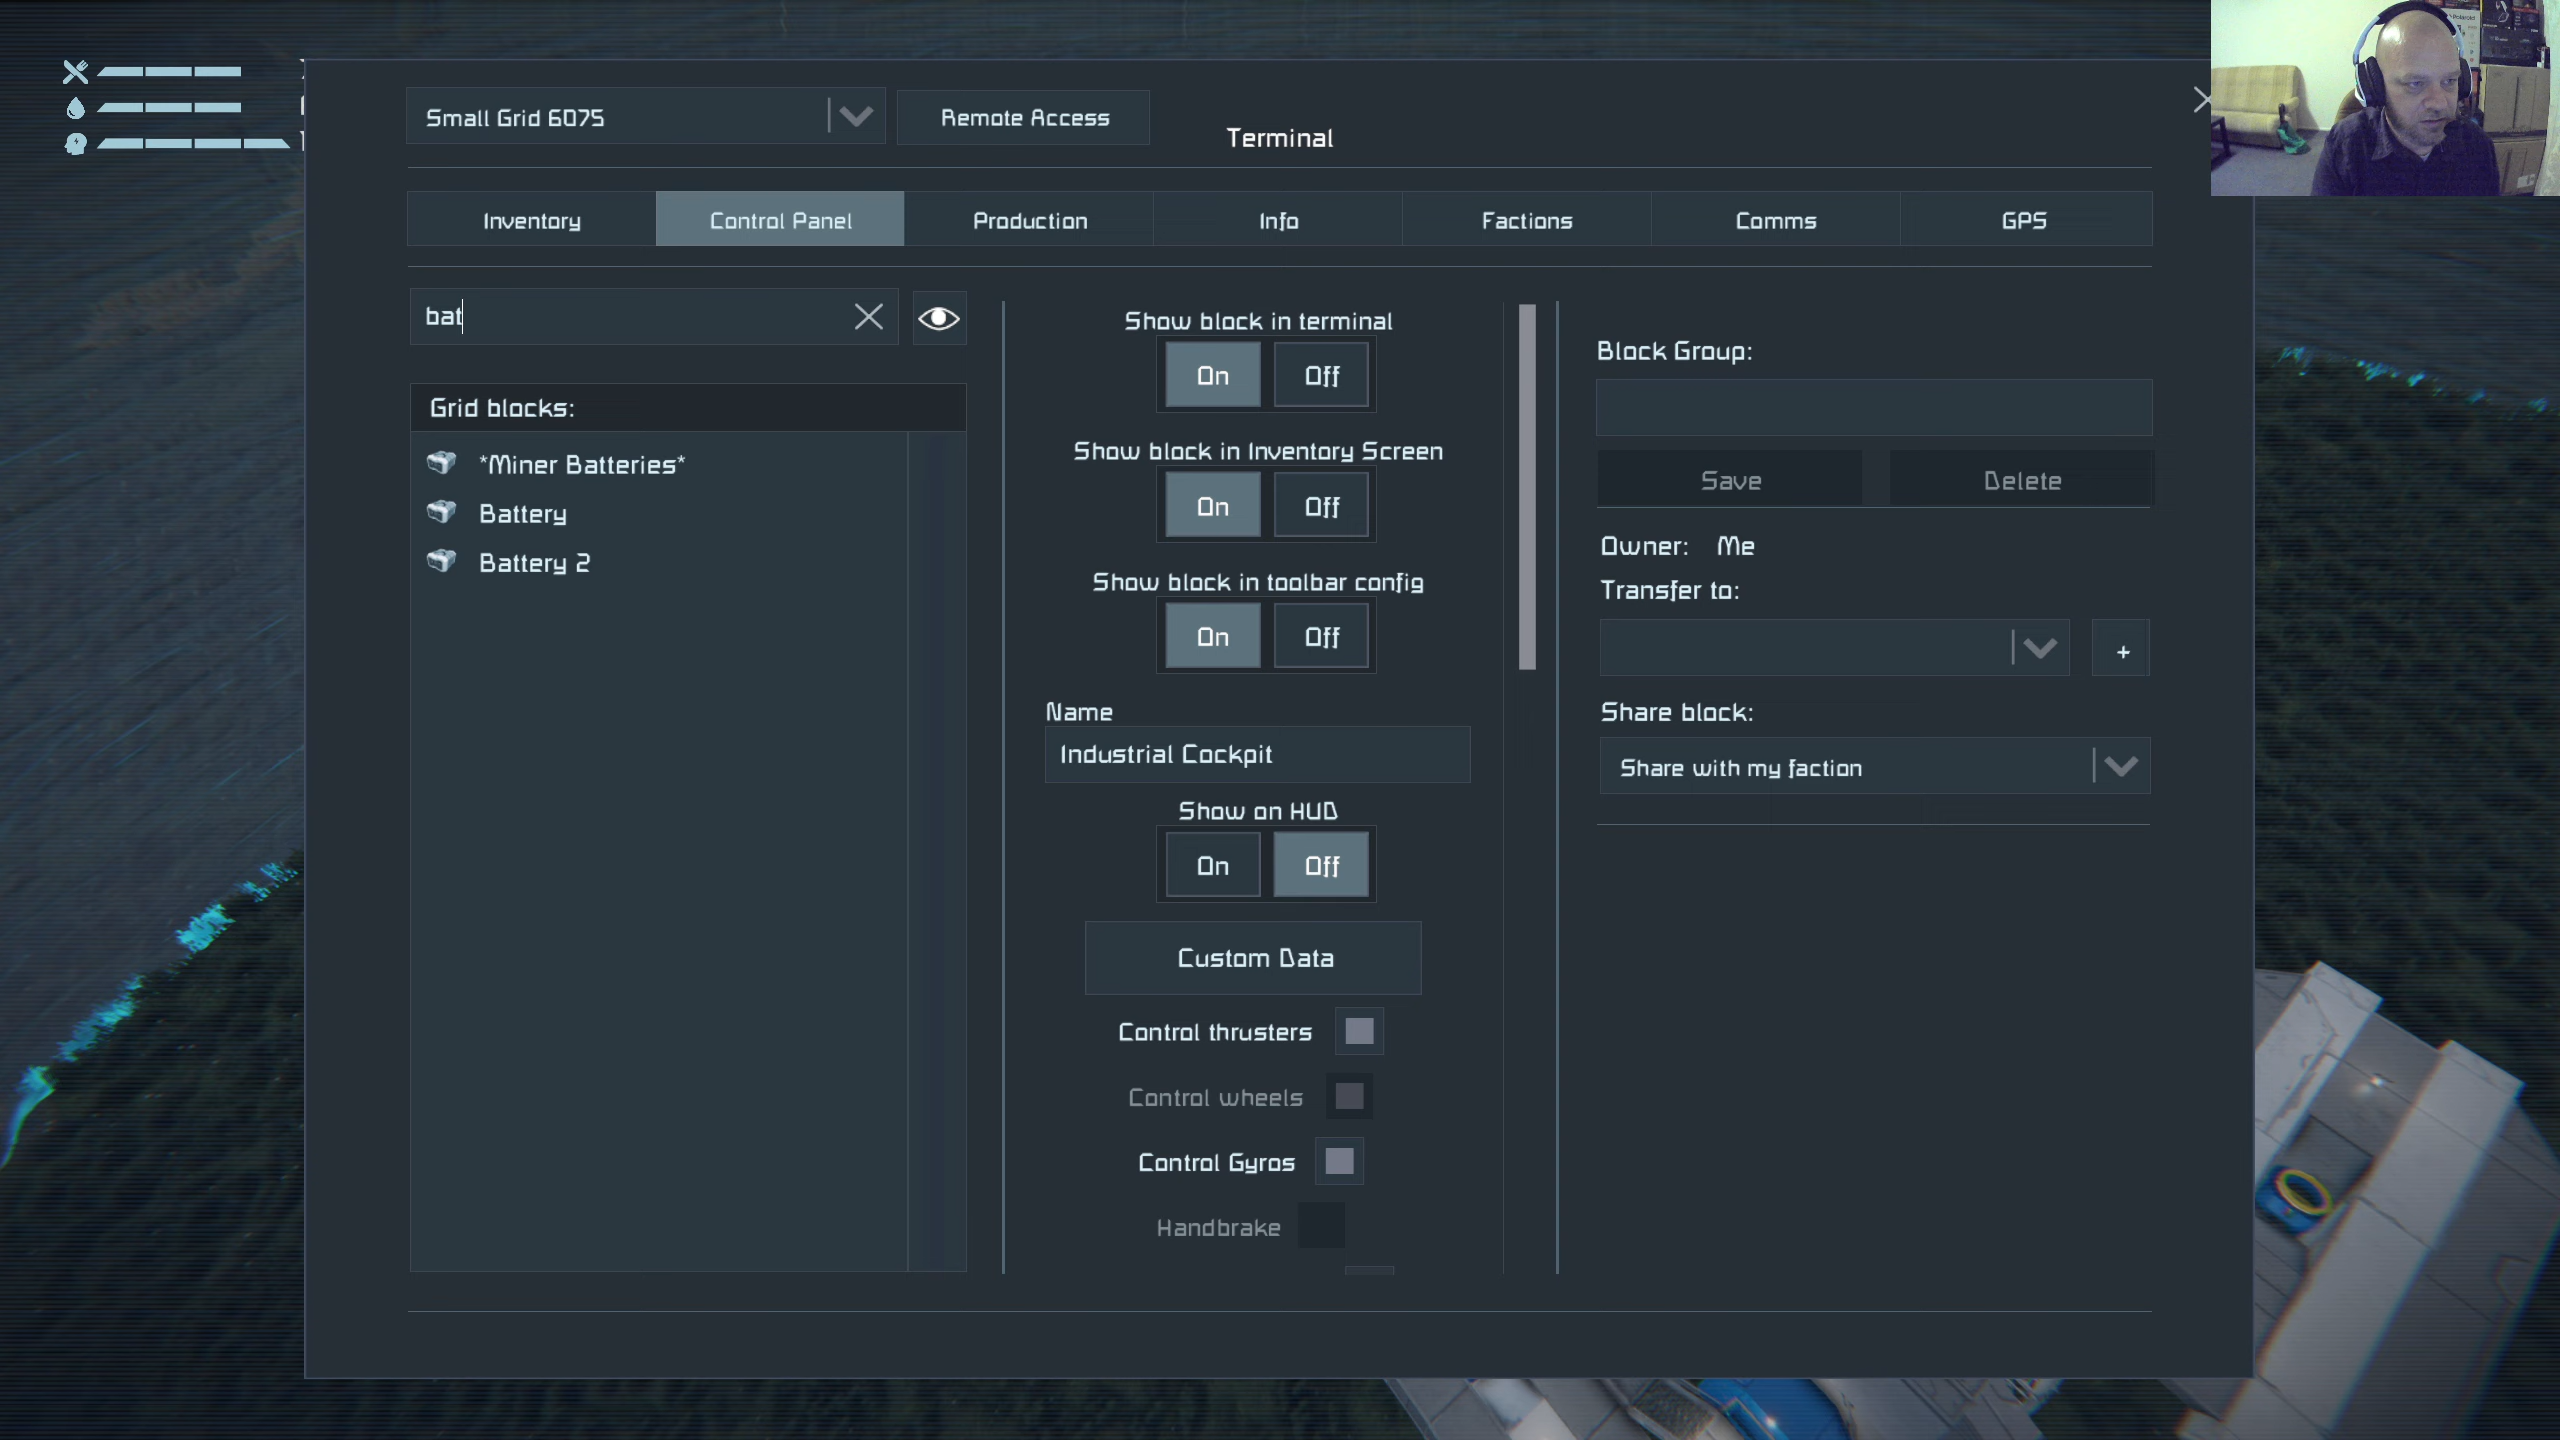 Small Grid 6075
Remote Access
Terminal
Inventory
Control Panel
Production
Info
Factions
Comms
GPS
bat
Grid blocks:
*Miner Batteries*
Battery
Battery 2
Show block in terminal
On Off
Show block in Inventory Screen
On Off
Show block in toolbar config
On Off
Name
Industrial Cockpit
Show on HUD
On Off
Custom Data
Control thrusters
Control wheels
Control Gyros
Handbrake
Block Group:
Save Delete
Owner: Me
Transfer to:
+
Share block:
Share with my faction
Polaroid